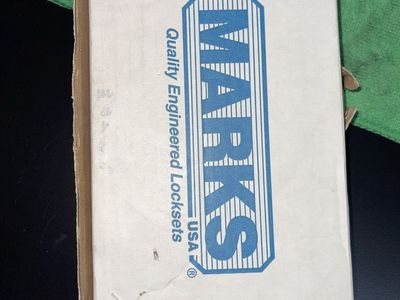 MARKS
USA®
Quality Engineered Locksets